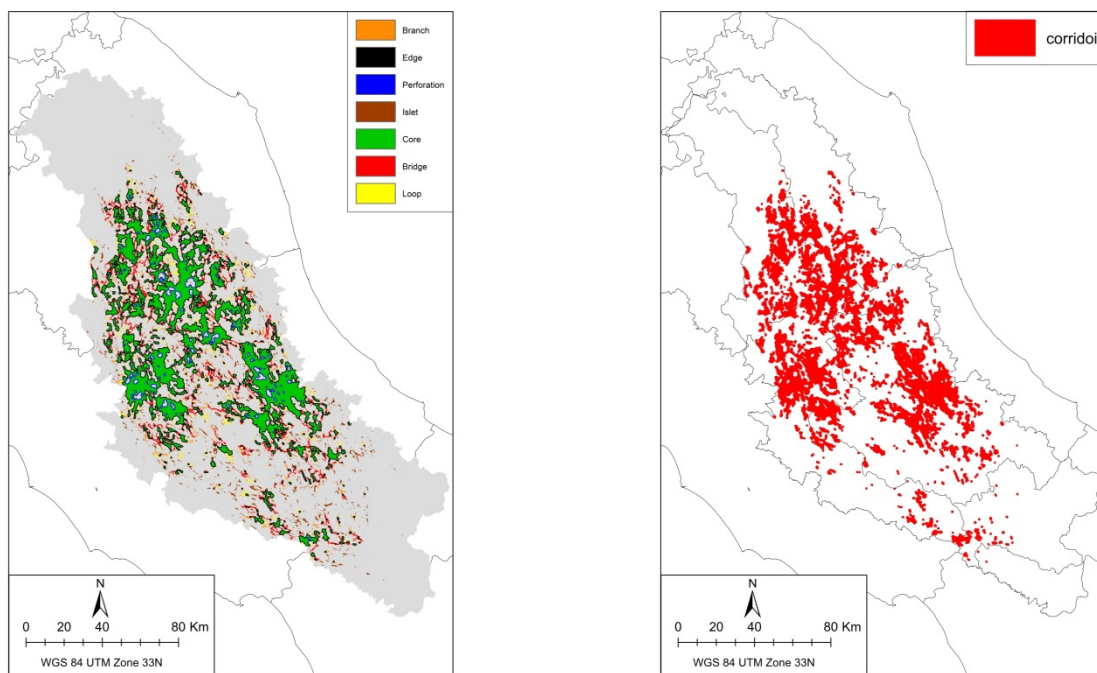 Branch
Edge
Perforation
Islet
Core
Bridge
Loop
N
0 20 40 80 Km
WGS 84 UTM Zone 33N
corridoi
N
0 20 40 80 Km
WGS 84 UTM Zone 33N